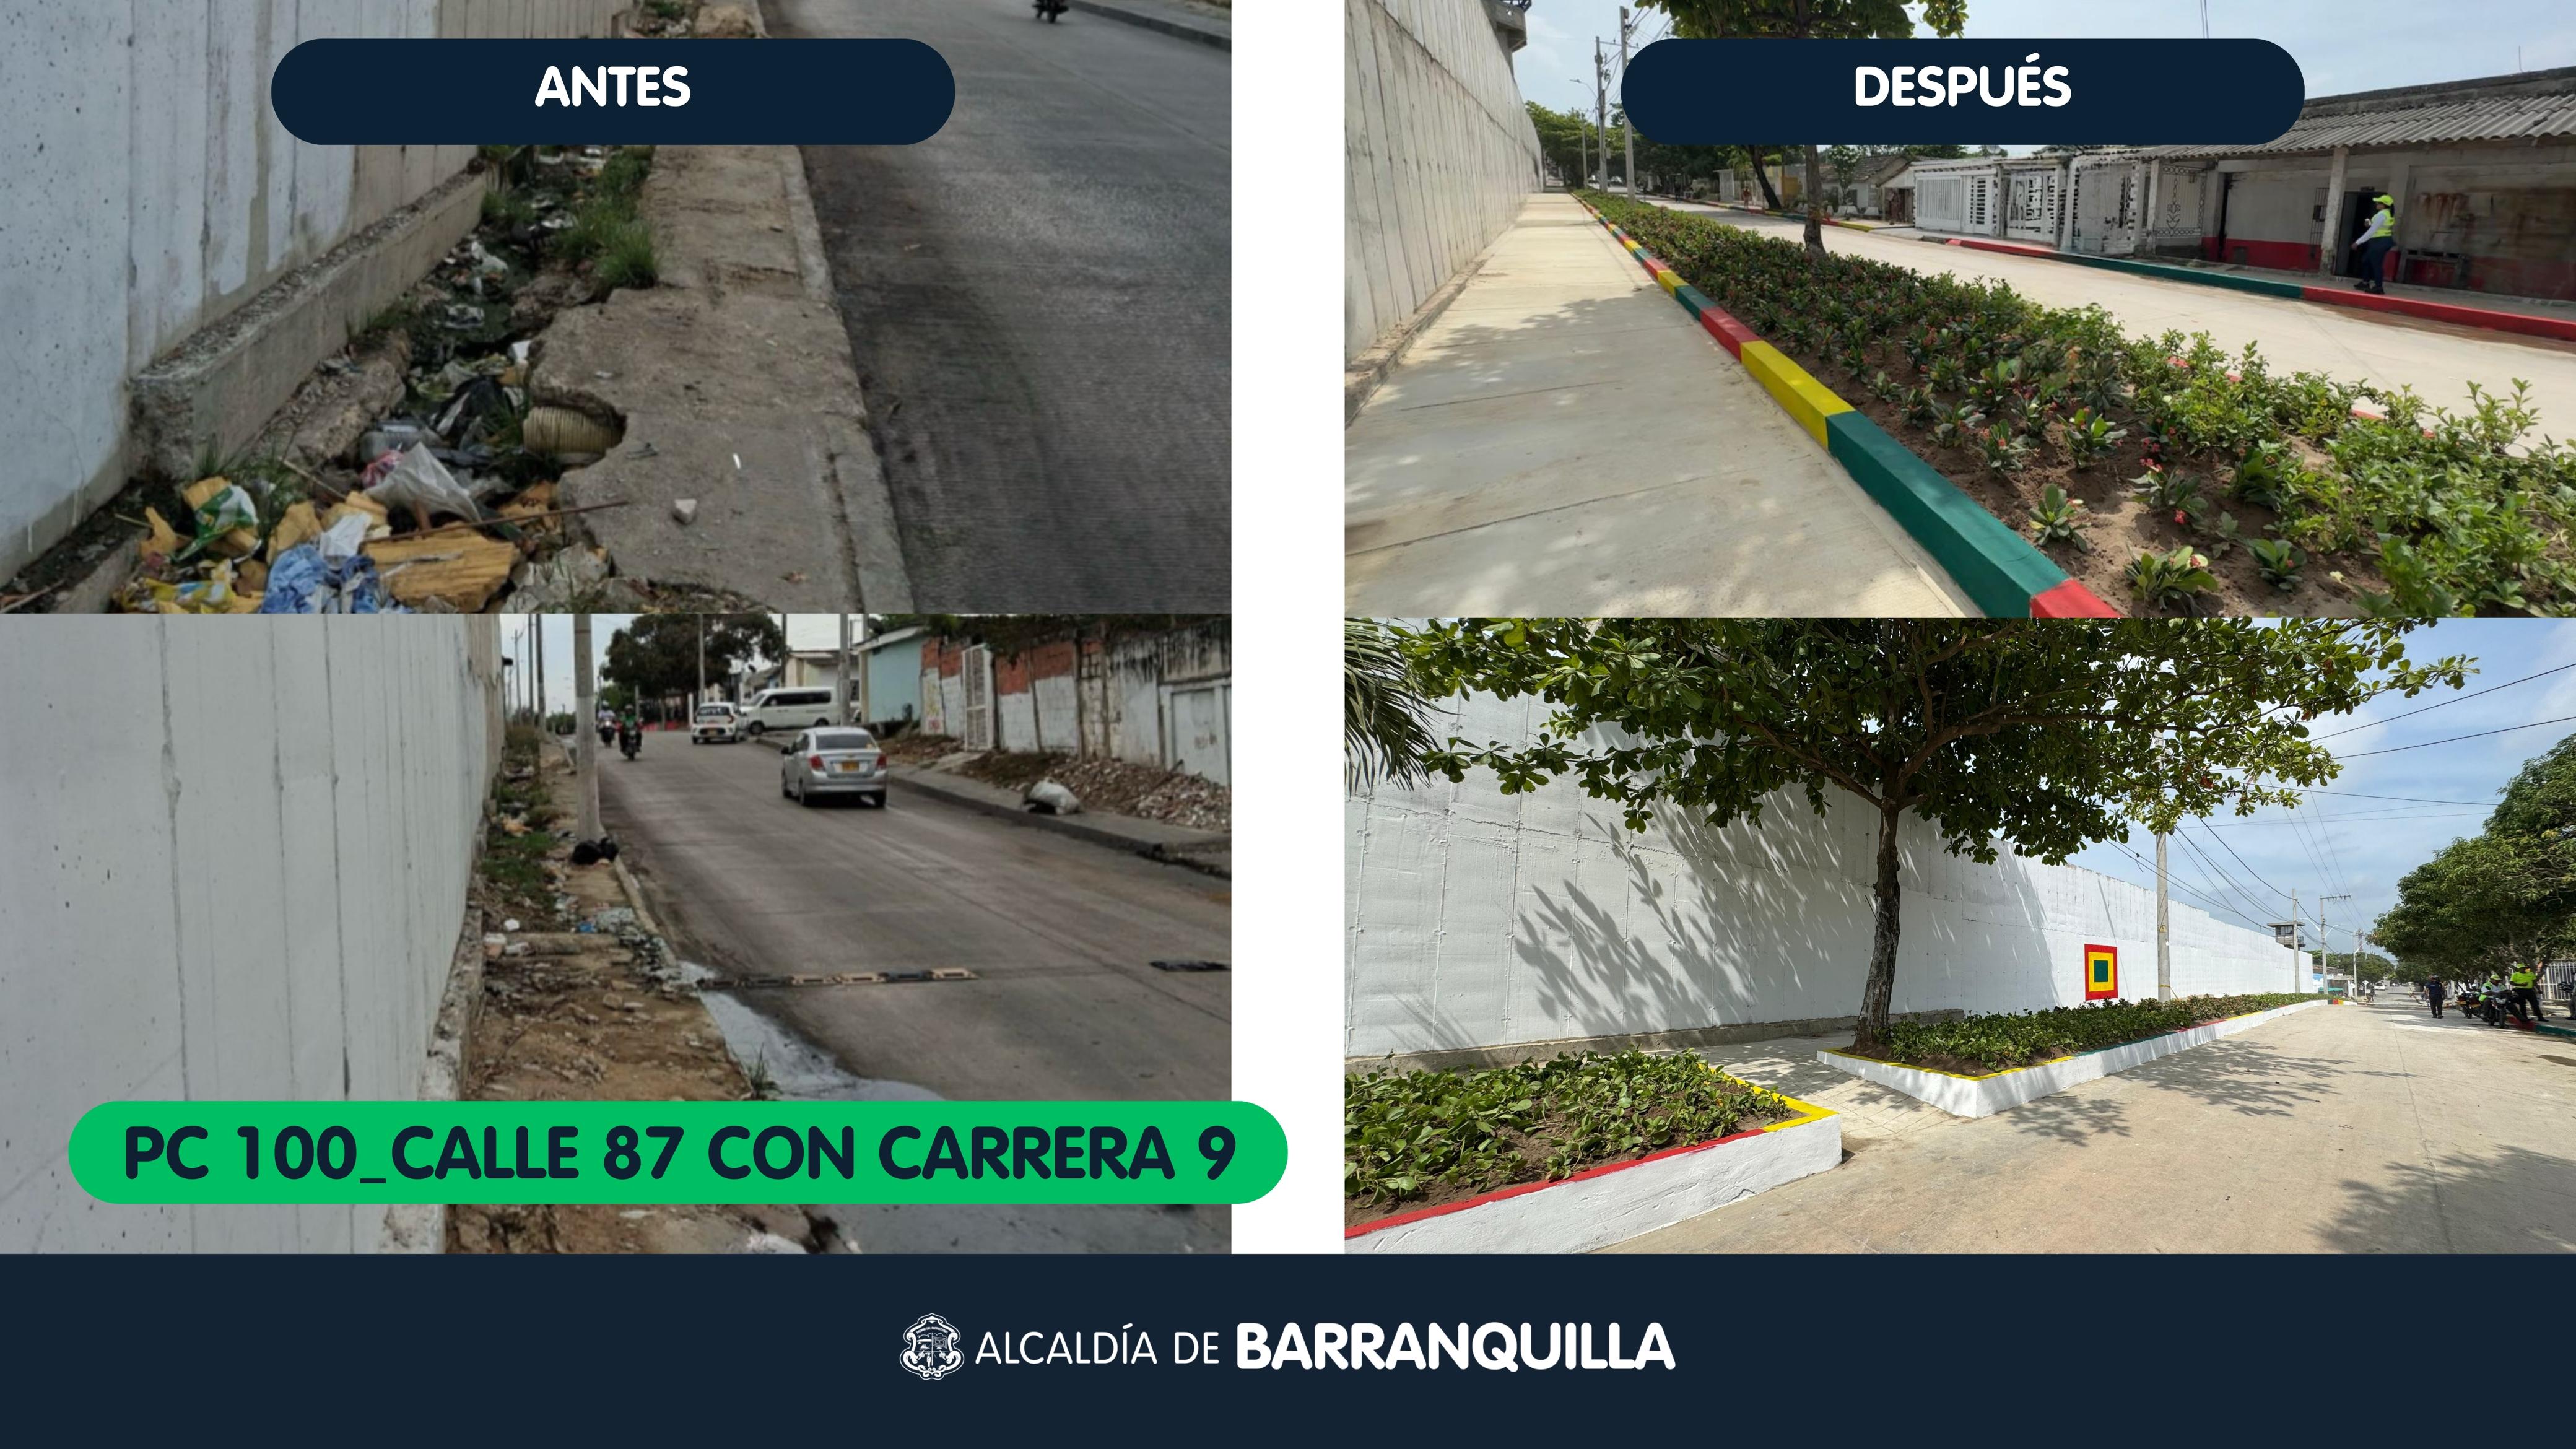 ANTES
DESPUÉS
PC 100_CALLE 87 CON CARRERA 9
ALCALDÍA DE BARRANQUILLA